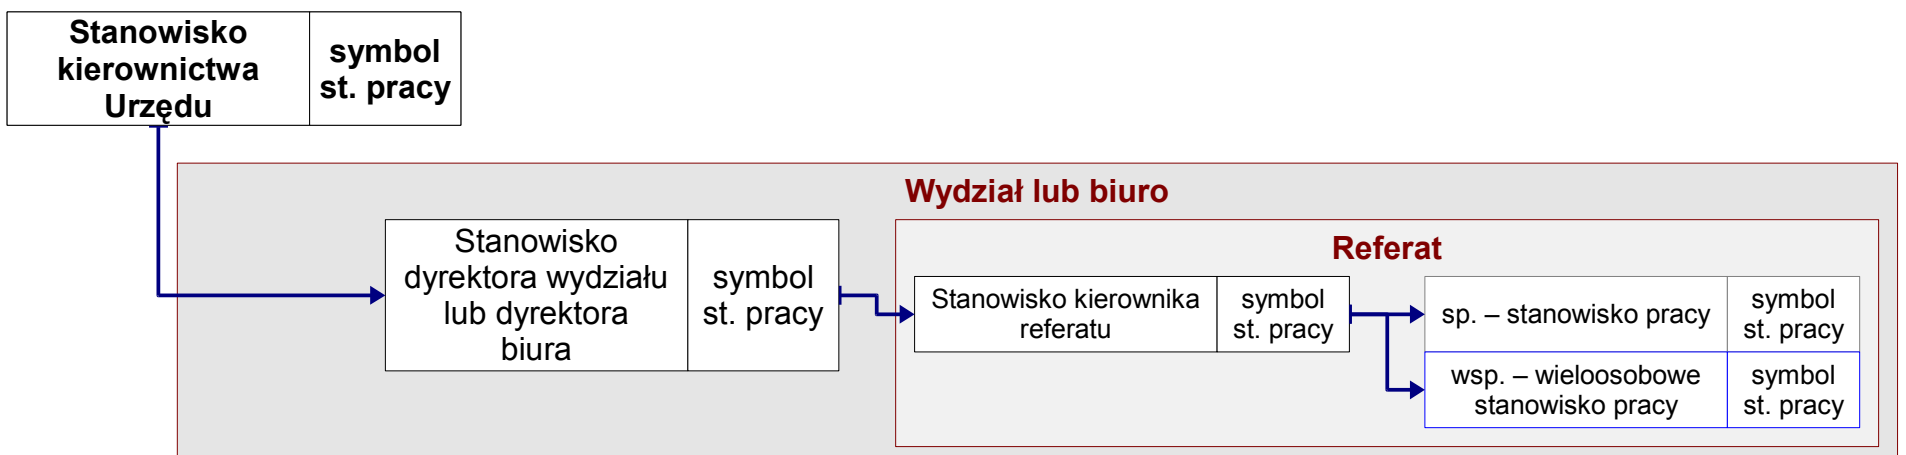 Stanowisko
kierownictwa
Urzędu
symbol
st. pracy
Wydział lub biuro
Stanowisko
dyrektora wydziału
lub dyrektora
biura
symbol
st. pracy
Referat
Stanowisko kierownika
referatu
symbol
st. pracy
sp. – stanowisko pracy
symbol
st. pracy
wsp. – wieloosobowe
stanowisko pracy
symbol
st. pracy